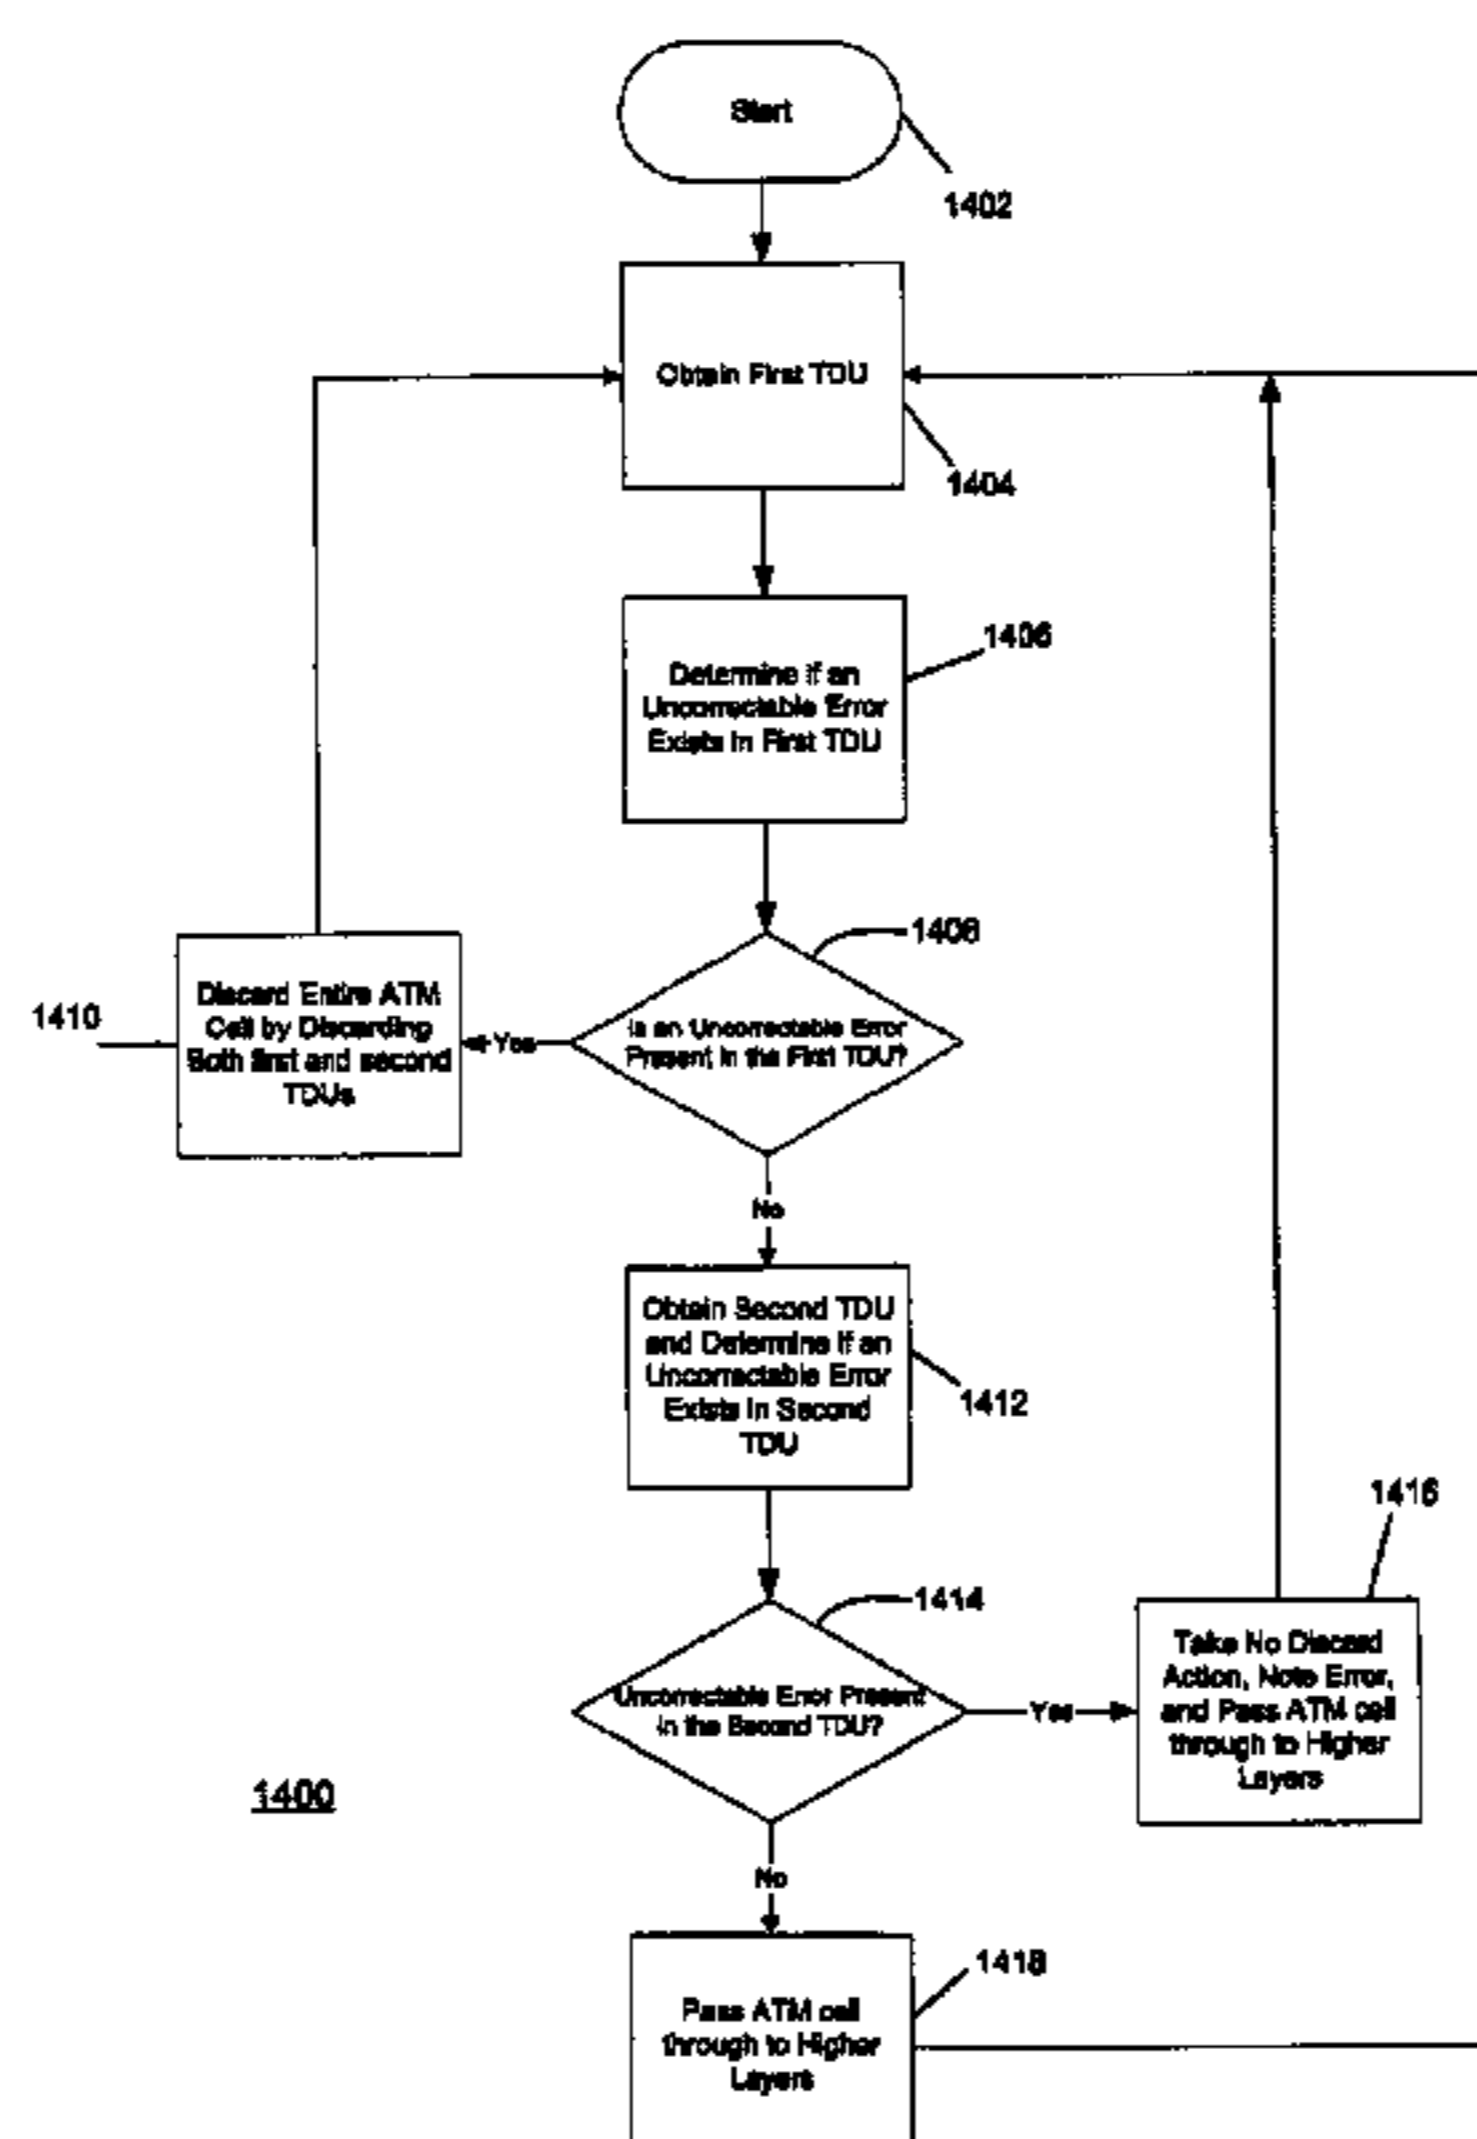 Start
1402
Obtain First TDU
1404
1406
Determine if an
Uncorrectable Error
Exists in First TDU
1408
Is an Uncorrectable Error
Present in the First TDU?
Yes
1410
Discard Entire ATM
Cell by Discarding
Both first and second
TDUs
No
Obtain Second TDU
and Determine if an
Uncorrectable Error
Exists in Second
TDU
1412
1414
Uncorrectable Error Present
in the Second TDU?
Yes
1416
Take No Discard
Action, Note Error,
and Pass ATM cell
through to Higher
Layers
1400
No
1418
Pass ATM cell
through to Higher
Layers